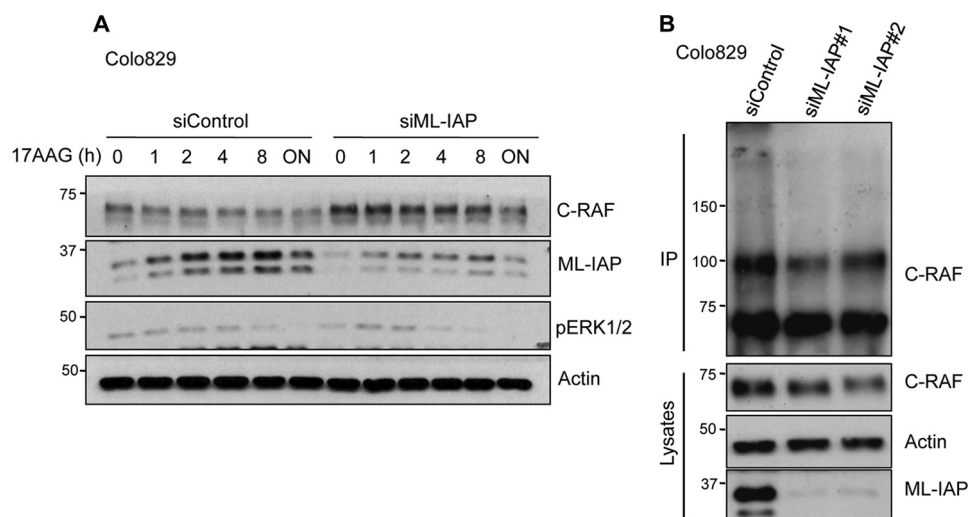 A
Colo829
siControl siML-IAP
17AAG (h) 0 1 2 4 8 ON 0 1 2 4 8 ON
75
C-RAF
37
ML-IAP
50
pERK1/2
50
Actin
B
Colo829
siControl
siML-IAP#1
siML-IAP#2
IP
150
100
75
C-RAF
Lysates
75
C-RAF
50
Actin
37
ML-IAP